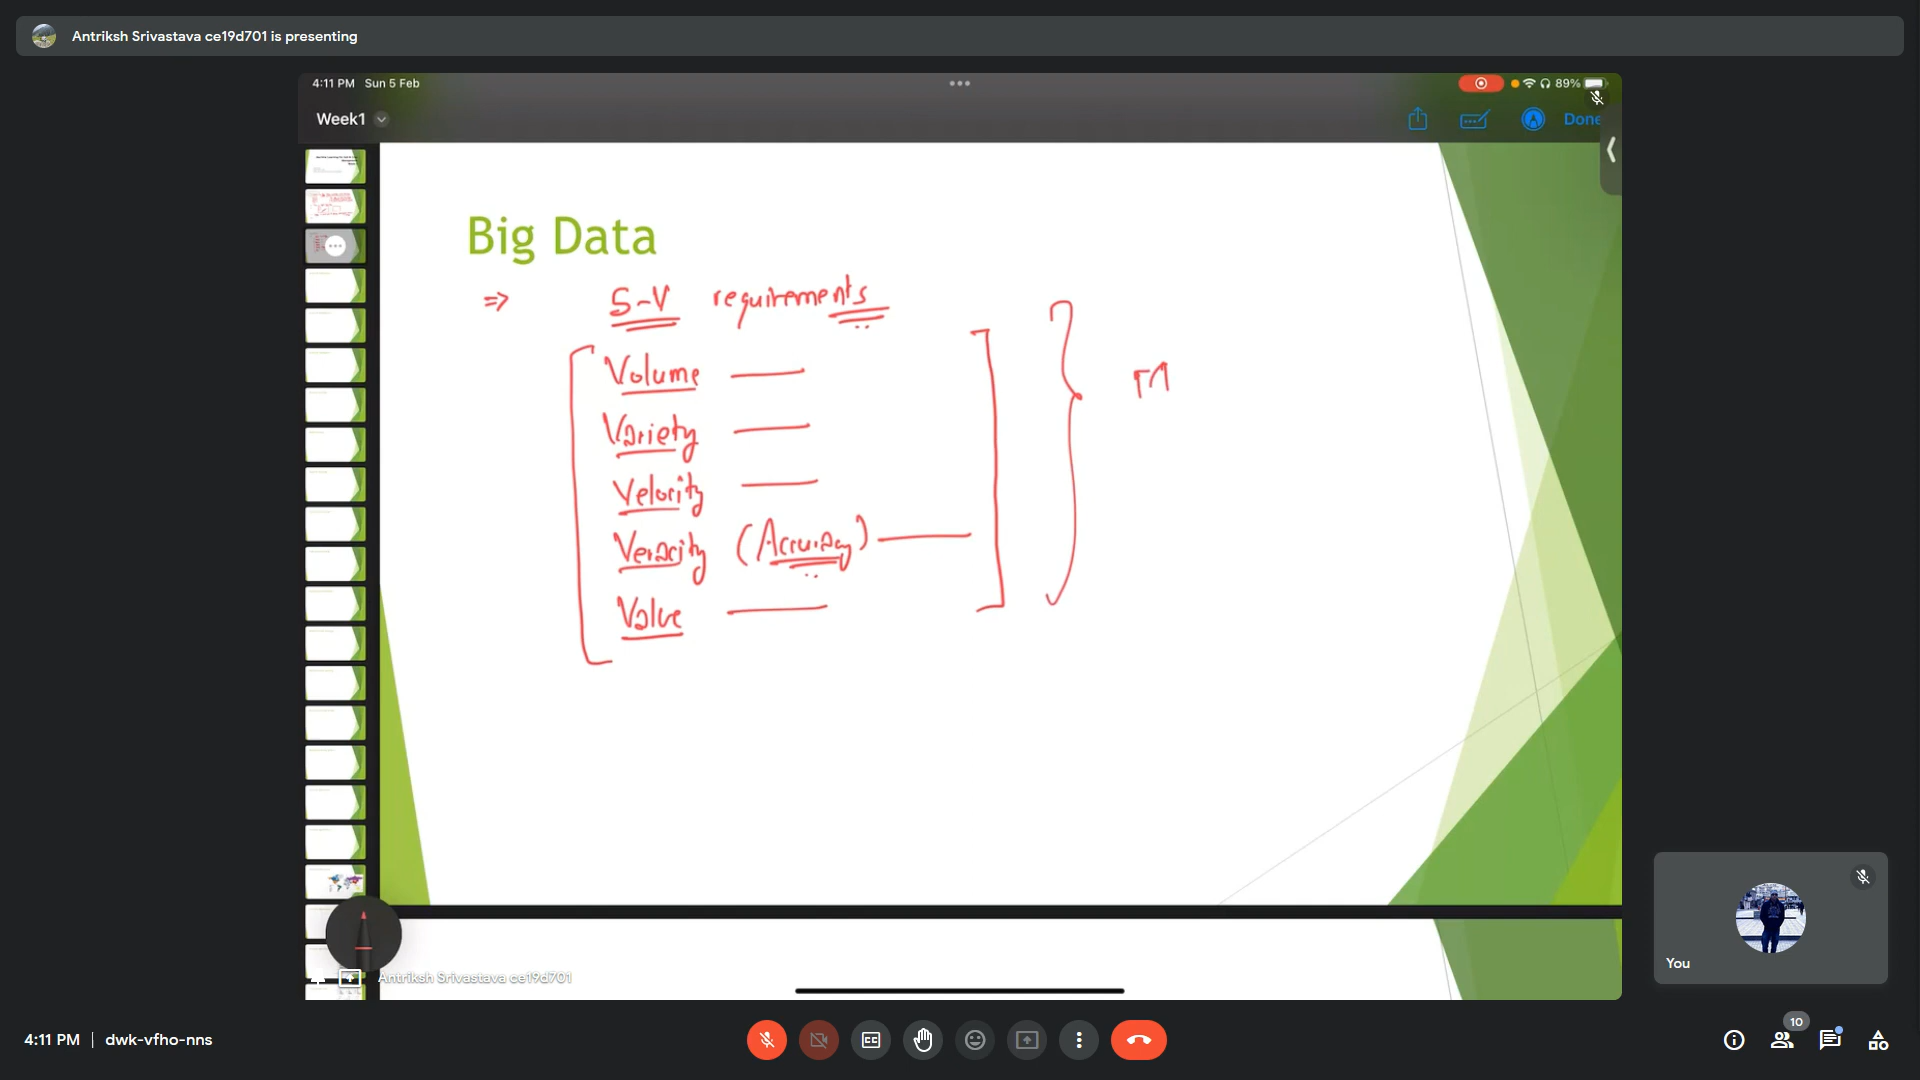 Antriksh Srivastava ce19d701 is presenting
4:11 PM Sun 5 Feb
89%
Week1
Done
Big Data
⇒ 5-V requirements
Volume
Variety
Velocity
Veracity (Accuracy)
Value
M
Antriksh Srivastava ce19d701
You
4:11 PM | dwk-vfho-nns
CC
10